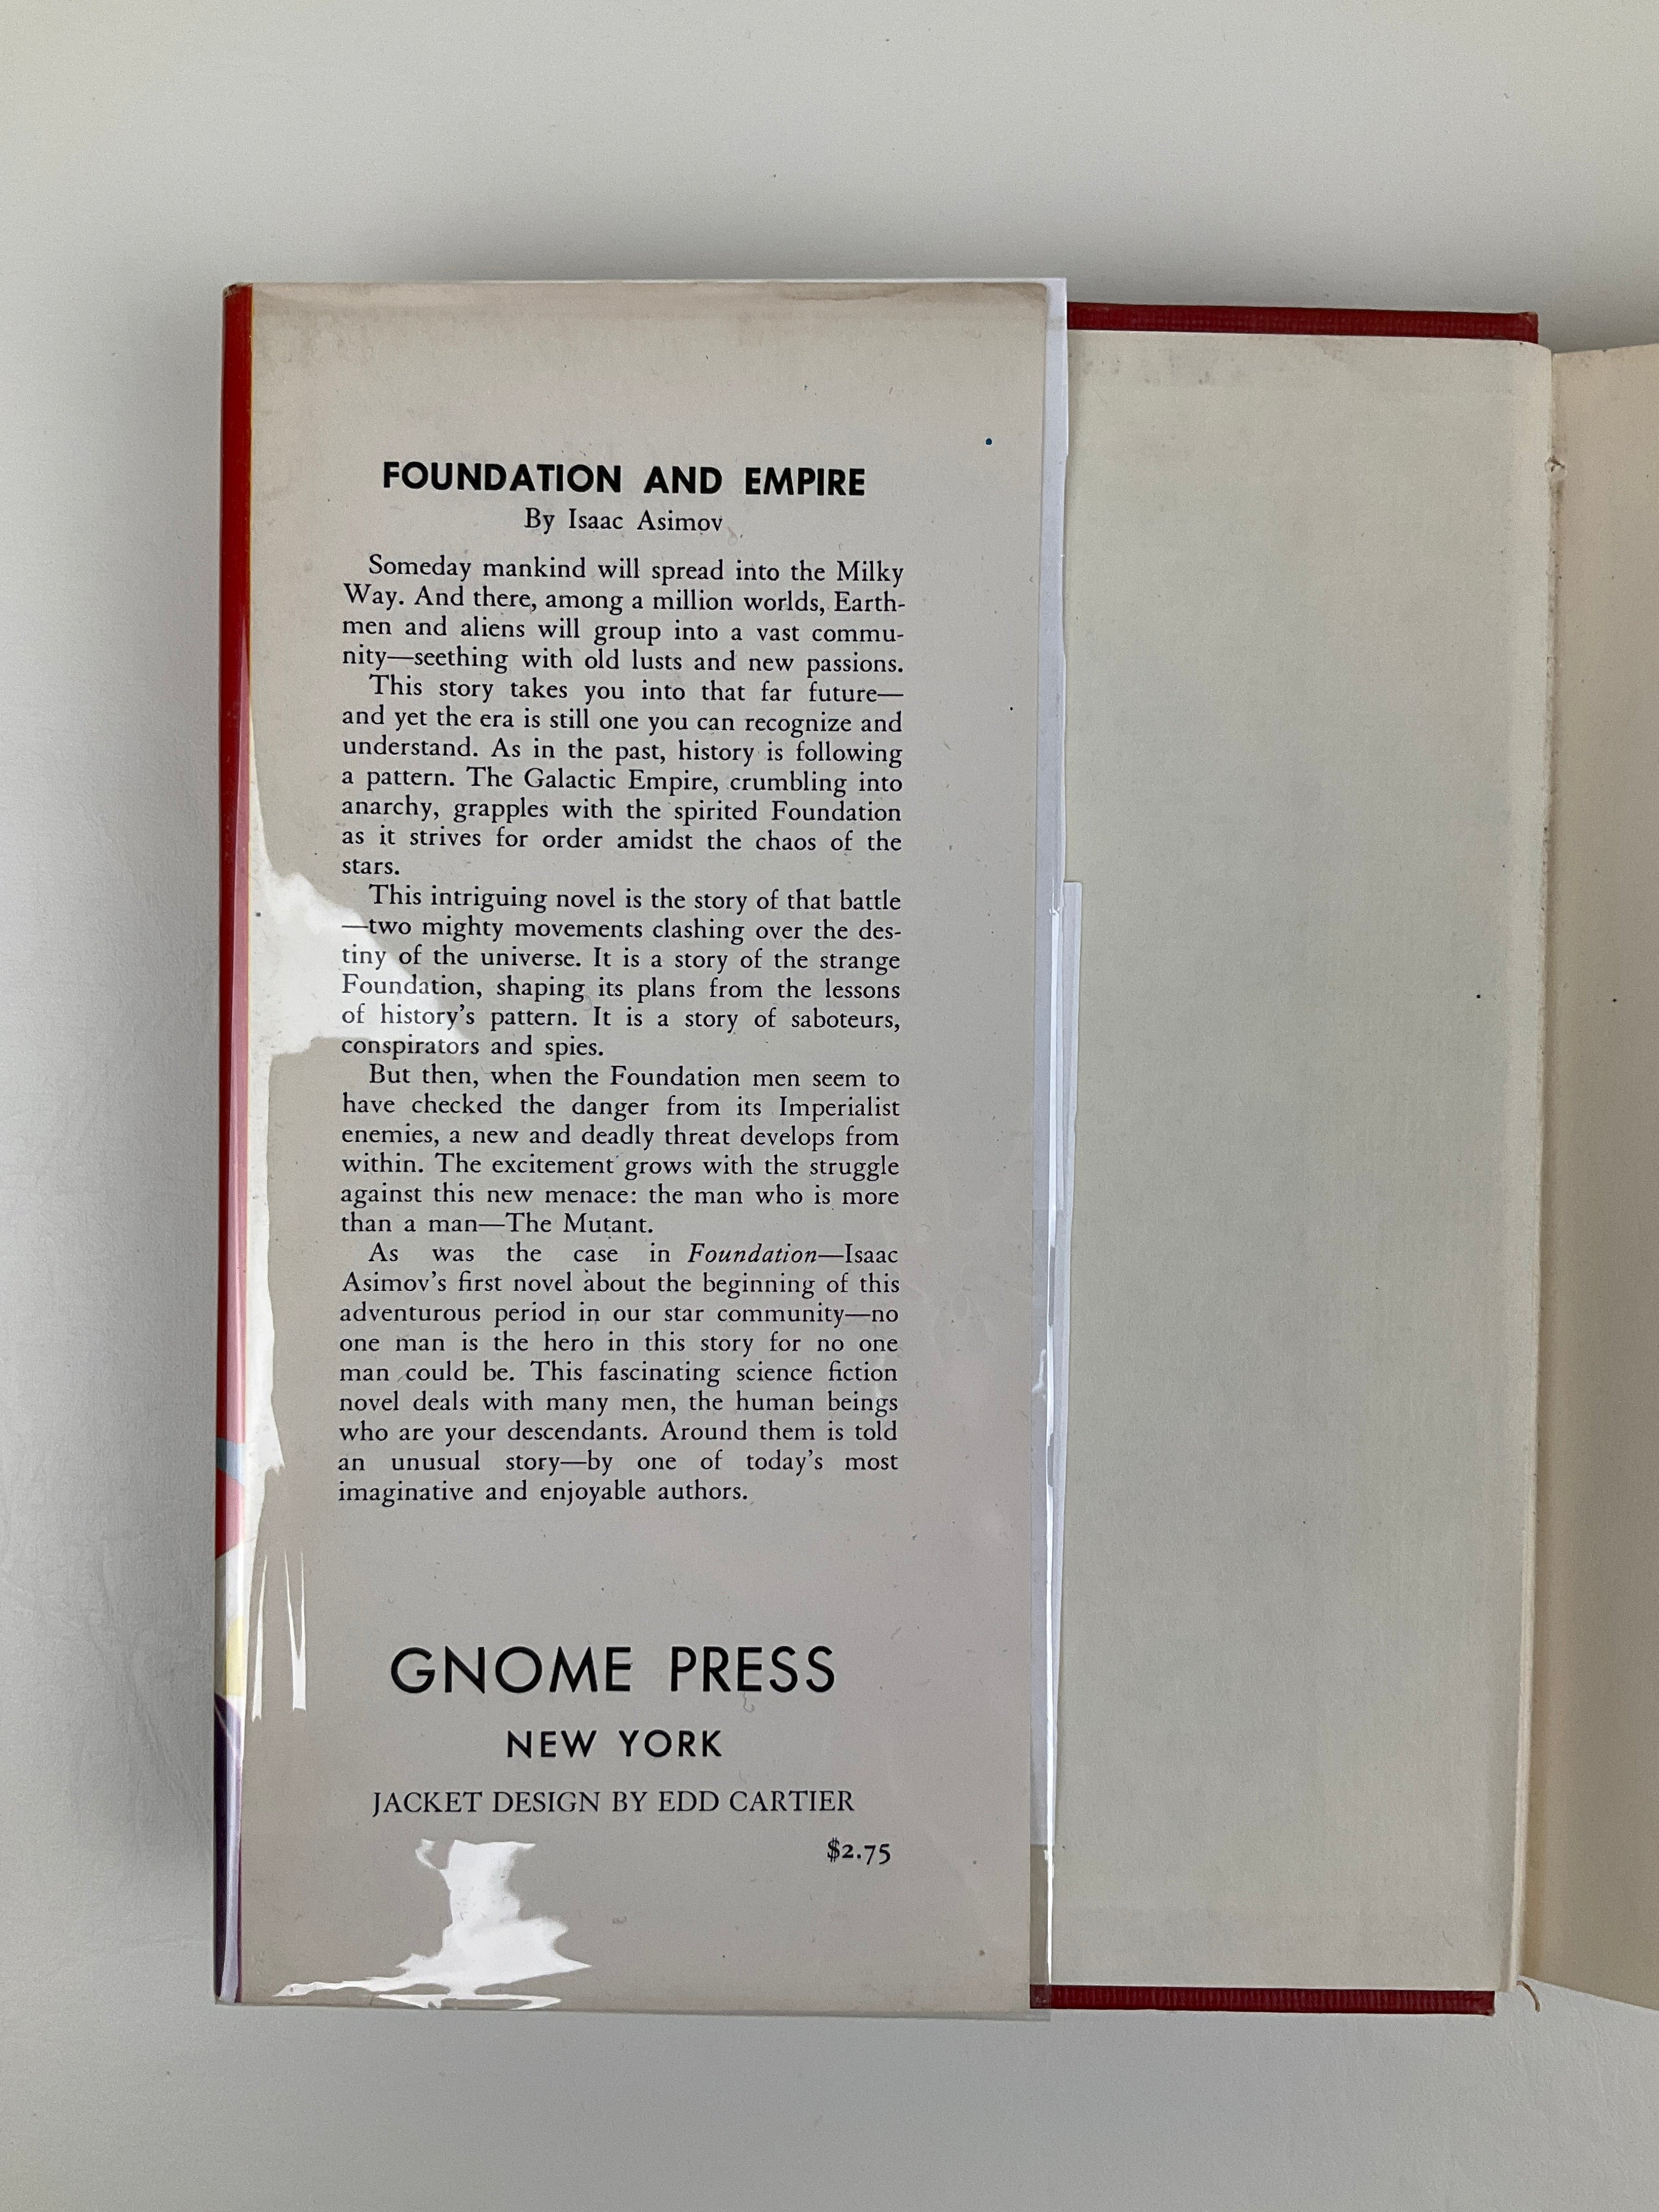 FOUNDATION AND EMPIRE
By Isaac Asimov
Someday mankind will spread into the Milky
Way. And there, among a million worlds, Earth-
men and aliens will group into a vast commu-
nity—seething with old lusts and new passions.
This story takes you into that far future—
and yet the era is still one you can recognize and
understand. As in the past, history is following
a pattern. The Galactic Empire, crumbling into
anarchy, grapples with the spirited Foundation
as it strives for order amidst the chaos of the
stars.
This intriguing novel is the story of that battle
—two mighty movements clashing over the des-
tiny of the universe. It is a story of the strange
Foundation, shaping its plans from the lessons
of history's pattern. It is a story of saboteurs,
conspirators and spies.
But then, when the Foundation men seem to
have checked the danger from its Imperialist
enemies, a new and deadly threat develops from
within. The excitement grows with the struggle
against this new menace: the man who is more
than a man—The Mutant.
As was the case in Foundation—Isaac
Asimov's first novel about the beginning of this
adventurous period in our star community—no
one man is the hero in this story for no one
man could be. This fascinating science fiction
novel deals with many men, the human beings
who are your descendants. Around them is told
an unusual story—by one of today's most
imaginative and enjoyable authors.
GNOME PRESS
NEW YORK
JACKET DESIGN BY EDD CARTIER
$2.75